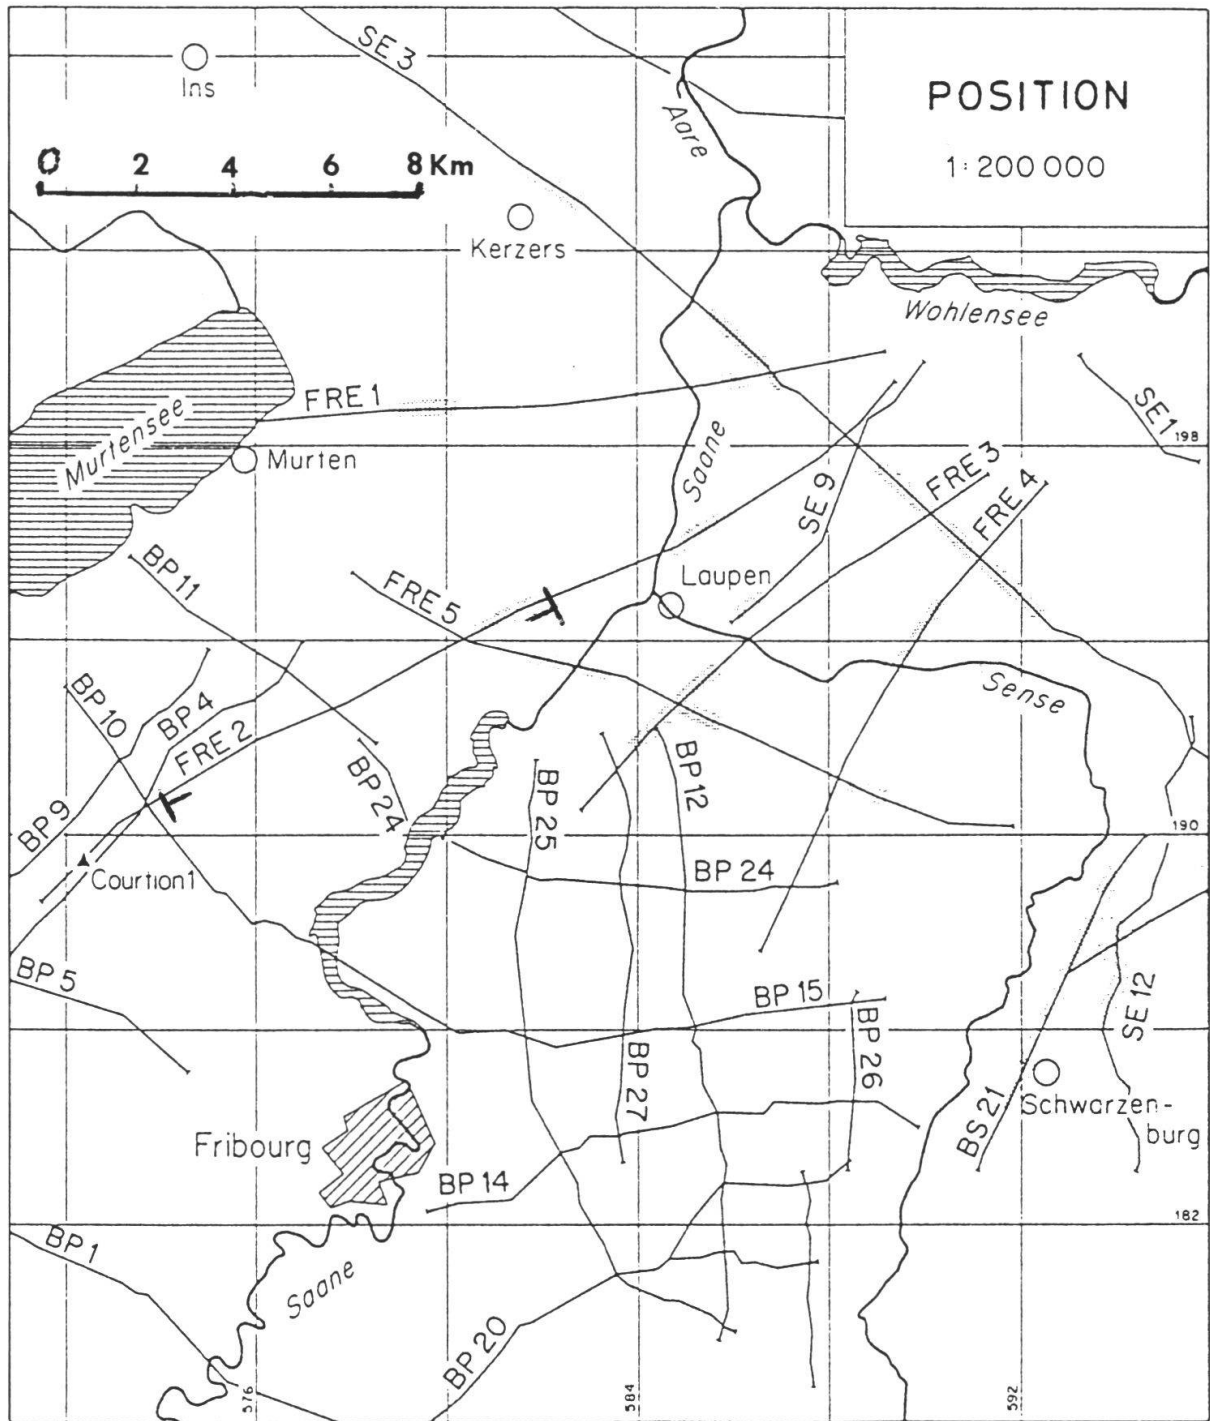 SE 3
POSITION
1:200 000
Ins
Aare
0 2 4 6 8 Km
Kerzers
Wohlensee
FRE 1
SE 1
Murtensee
198
Murten
Saane
SE 9
FRE 3
FRE 4
BP 11
FRE 5
Laupen
Sense
BP 10
BP 4
FRE 2
BP 12
BP 9
BP 24
BP 25
190
Courtion 1
BP 24
BP 5
BP 15
SE 12
BP 26
BP 27
BS 21
Schwarzen-
burg
Fribourg
BP 14
182
BP 1
Saane
BP 20
576
584
592